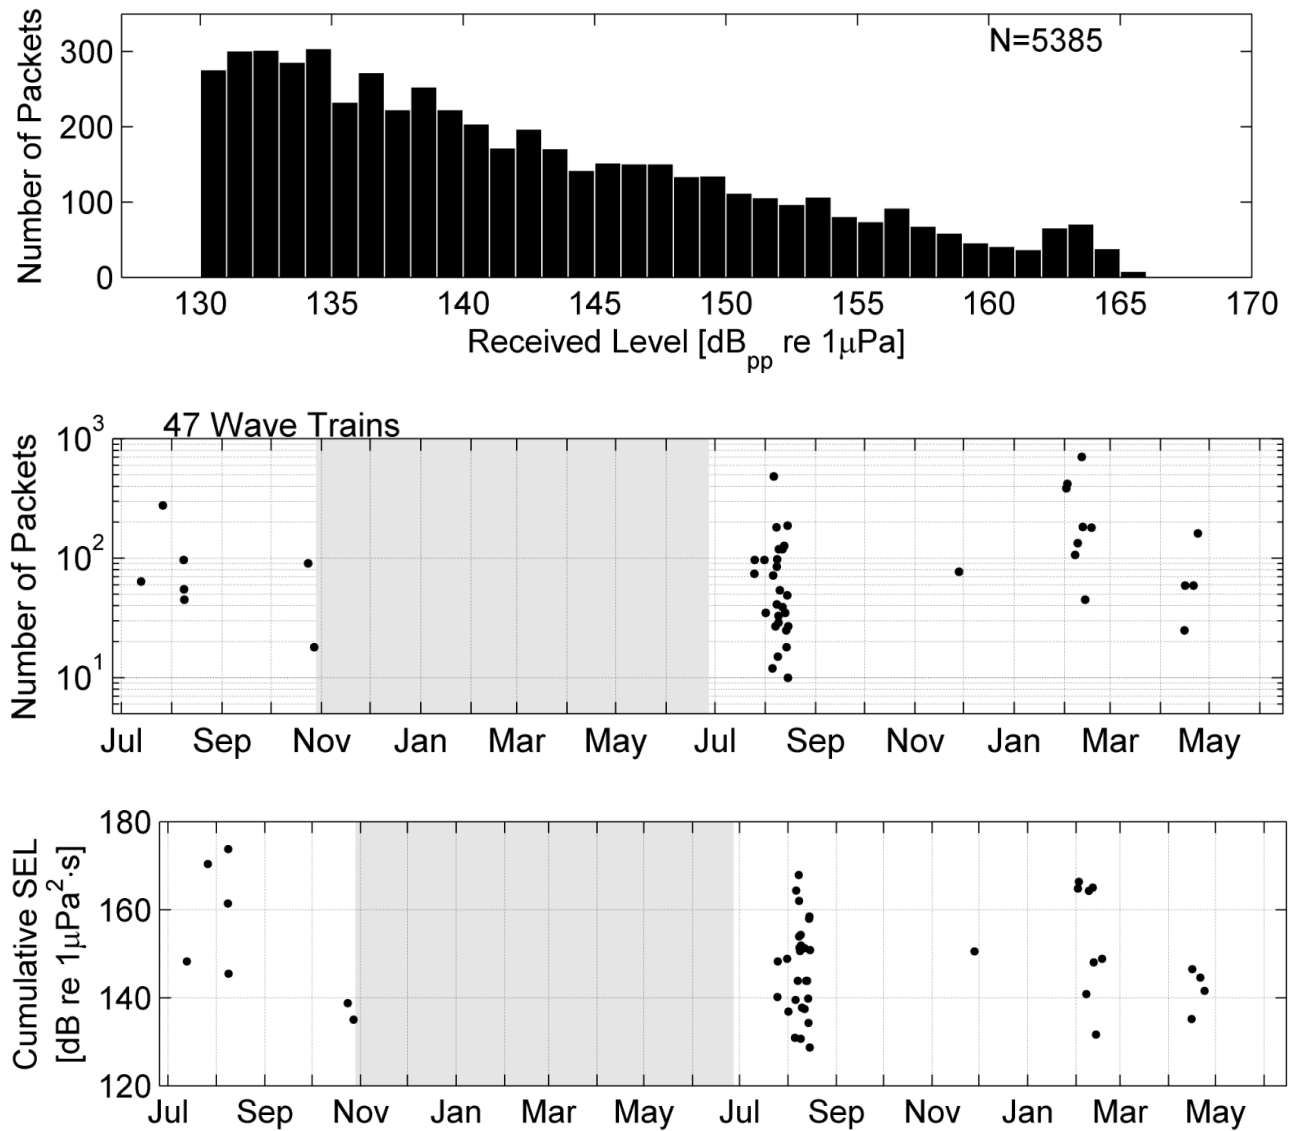 Number of Packets
300
200
100
0
N=5385
130 135 140 145 150 155 160 165 170
Received Level [dBpp re 1μPa]
47 Wave Trains
Number of Packets
10³
10²
10¹
Jul Sep Nov Jan Mar May Jul Sep Nov Jan Mar May
Cumulative SEL
[dB re 1μPa²·s]
180
160
140
120
Jul Sep Nov Jan Mar May Jul Sep Nov Jan Mar May